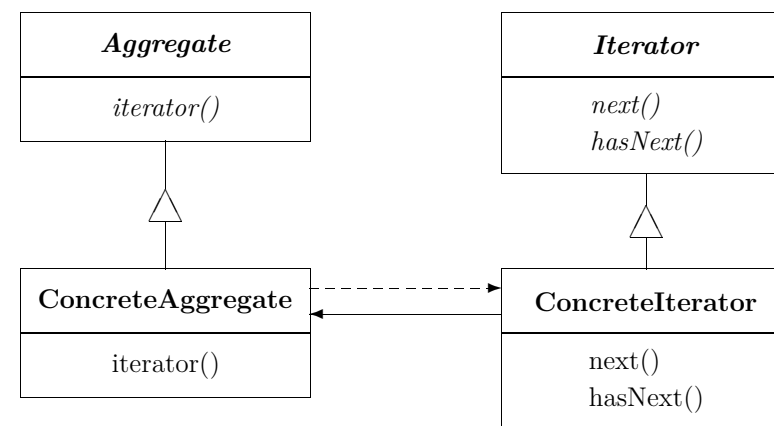 Aggregate
iterator()
Iterator
next()
hasNext()
ConcreteAggregate
iterator()
ConcreteIterator
next()
hasNext()